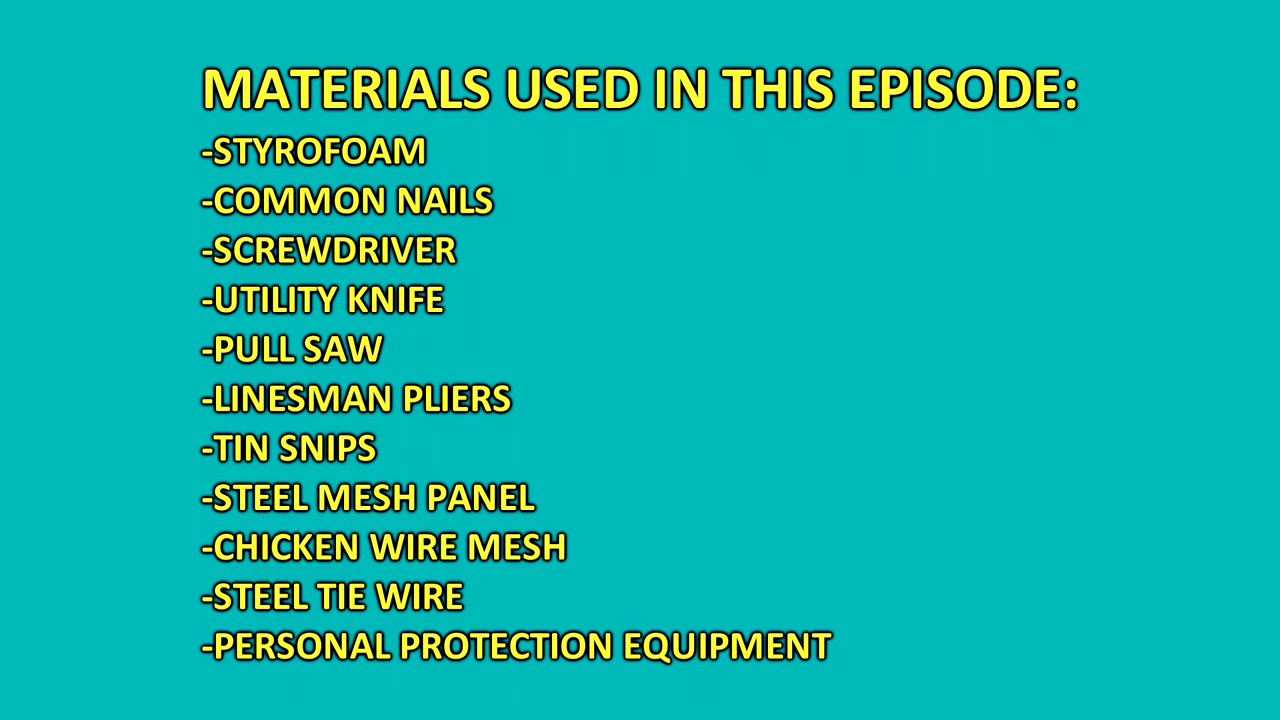 MATERIALS USED IN THIS EPISODE:
-STYROFOAM
-COMMON NAILS
-SCREWDRIVER
-UTILITY KNIFE
-PULL SAW
-LINESMAN PLIERS
-TIN SNIPS
-STEEL MESH PANEL
-CHICKEN WIRE MESH
-STEEL TIE WIRE
-PERSONAL PROTECTION EQUIPMENT